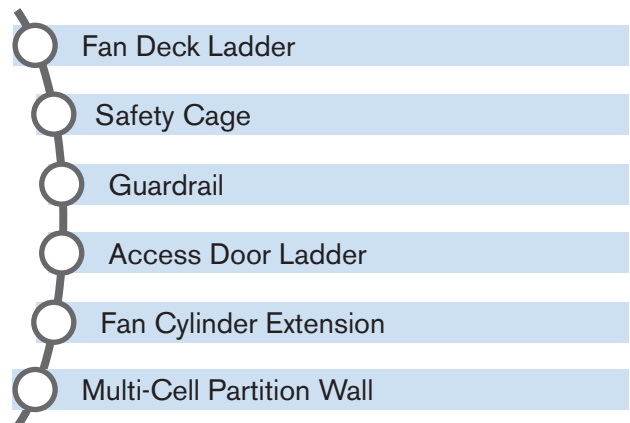 Fan Deck Ladder
Safety Cage
Guardrail
Access Door Ladder
Fan Cylinder Extension
Multi-Cell Partition Wall